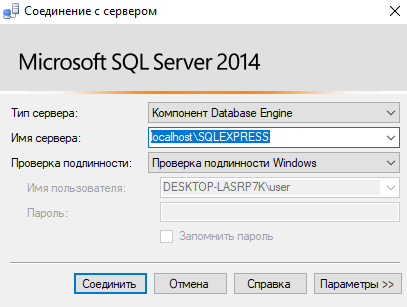 Соединение с сервером
Microsoft SQL Server 2014
Тип сервера: Компонент Database Engine
Имя сервера: localhost\SQLEXPRESS
Проверка подлинности: Проверка подлинности Windows
Имя пользователя: DESKTOP-LASRP7K\user
Пароль:
Запомнить пароль
Соединить Отмена Справка Параметры >>